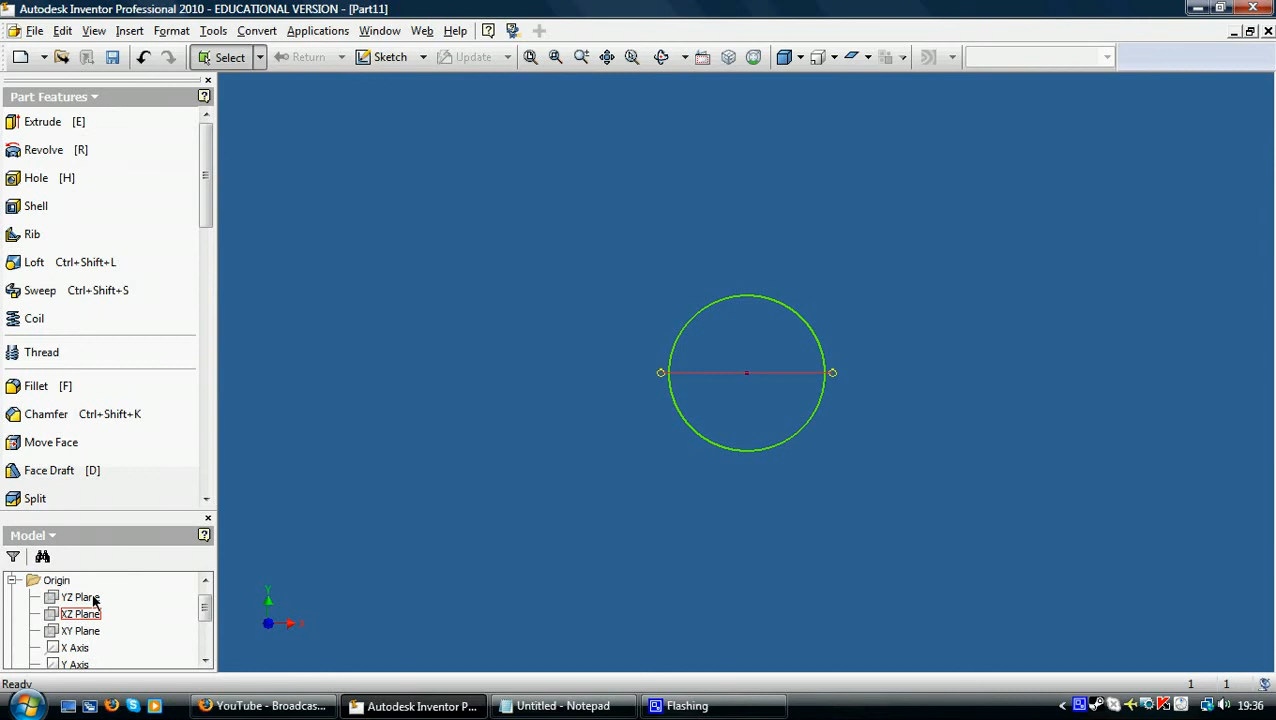 Autodesk Inventor Professional 2010 - EDUCATIONAL VERSION - [Part11]
File Edit View Insert Format Tools Convert Applications Window Web Help
Select Return Sketch Update
Part Features
Extrude [E]
Revolve [R]
Hole [H]
Shell
Rib
Loft Ctrl+Shift+L
Sweep Ctrl+Shift+S
Coil
Thread
Fillet [F]
Chamfer Ctrl+Shift+K
Move Face
Face Draft [D]
Split
Model
Origin
YZ Plane
XZ Plane
XY Plane
X Axis
Y Axis
Y
X
Ready 1 1
YouTube - Broadcas... Autodesk Inventor P... Untitled - Notepad Flashing 19:36